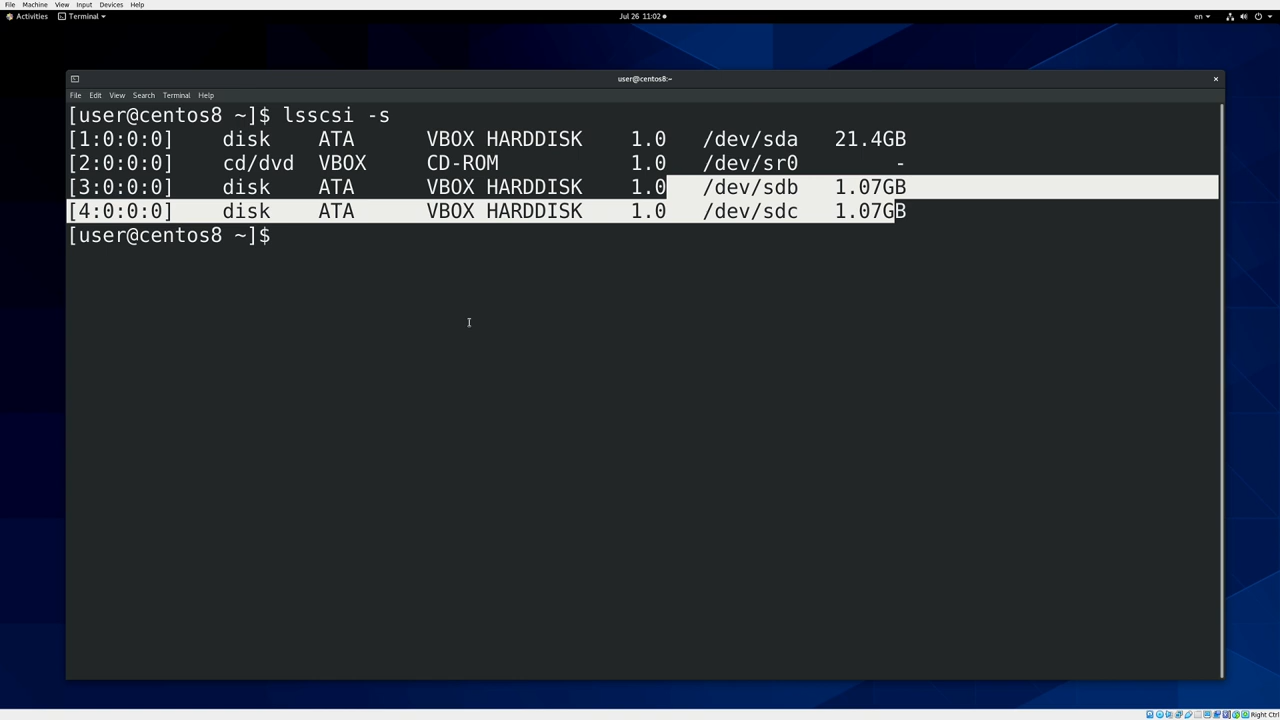 File Machine View Input Devices Help
Activities Terminal Jul 26 11:02 en
user@centos8:~
File Edit View Search Terminal Help
[user@centos8 ~]$ lsscsi -s
[1:0:0:0]    disk    ATA      VBOX HARDDISK    1.0   /dev/sda   21.4GB
[2:0:0:0]    cd/dvd  VBOX     CD-ROM           1.0   /dev/sr0        -
[3:0:0:0]    disk    ATA      VBOX HARDDISK    1.0   /dev/sdb   1.07GB
[4:0:0:0]    disk    ATA      VBOX HARDDISK    1.0   /dev/sdc   1.07GB
[user@centos8 ~]$
Right Ctrl